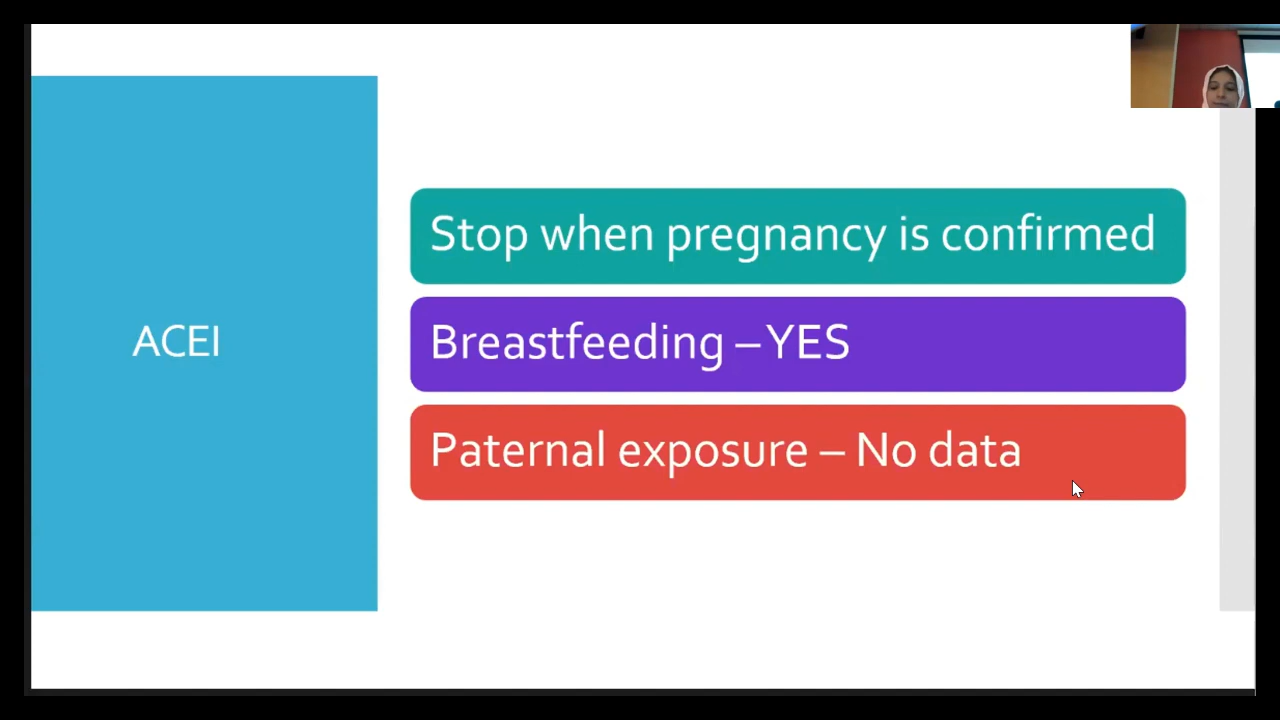 ACEI
Stop when pregnancy is confirmed
Breastfeeding – YES
Paternal exposure – No data